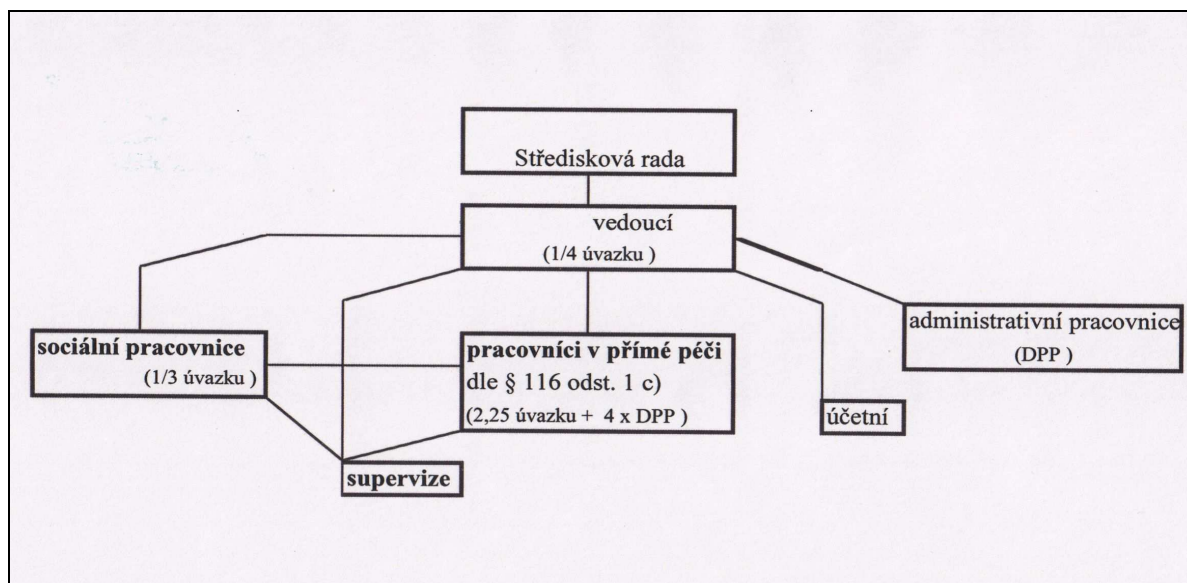 Středisková rada
vedoucí
(1/4 úvazku )
sociální pracovnice
(1/3 úvazku )
pracovnici v přímé péči
dle § 116 odst. 1 c)
(2,25 úvazku + 4 x DPP )
administrativní pracovnice
(DPP )
účetní
supervize